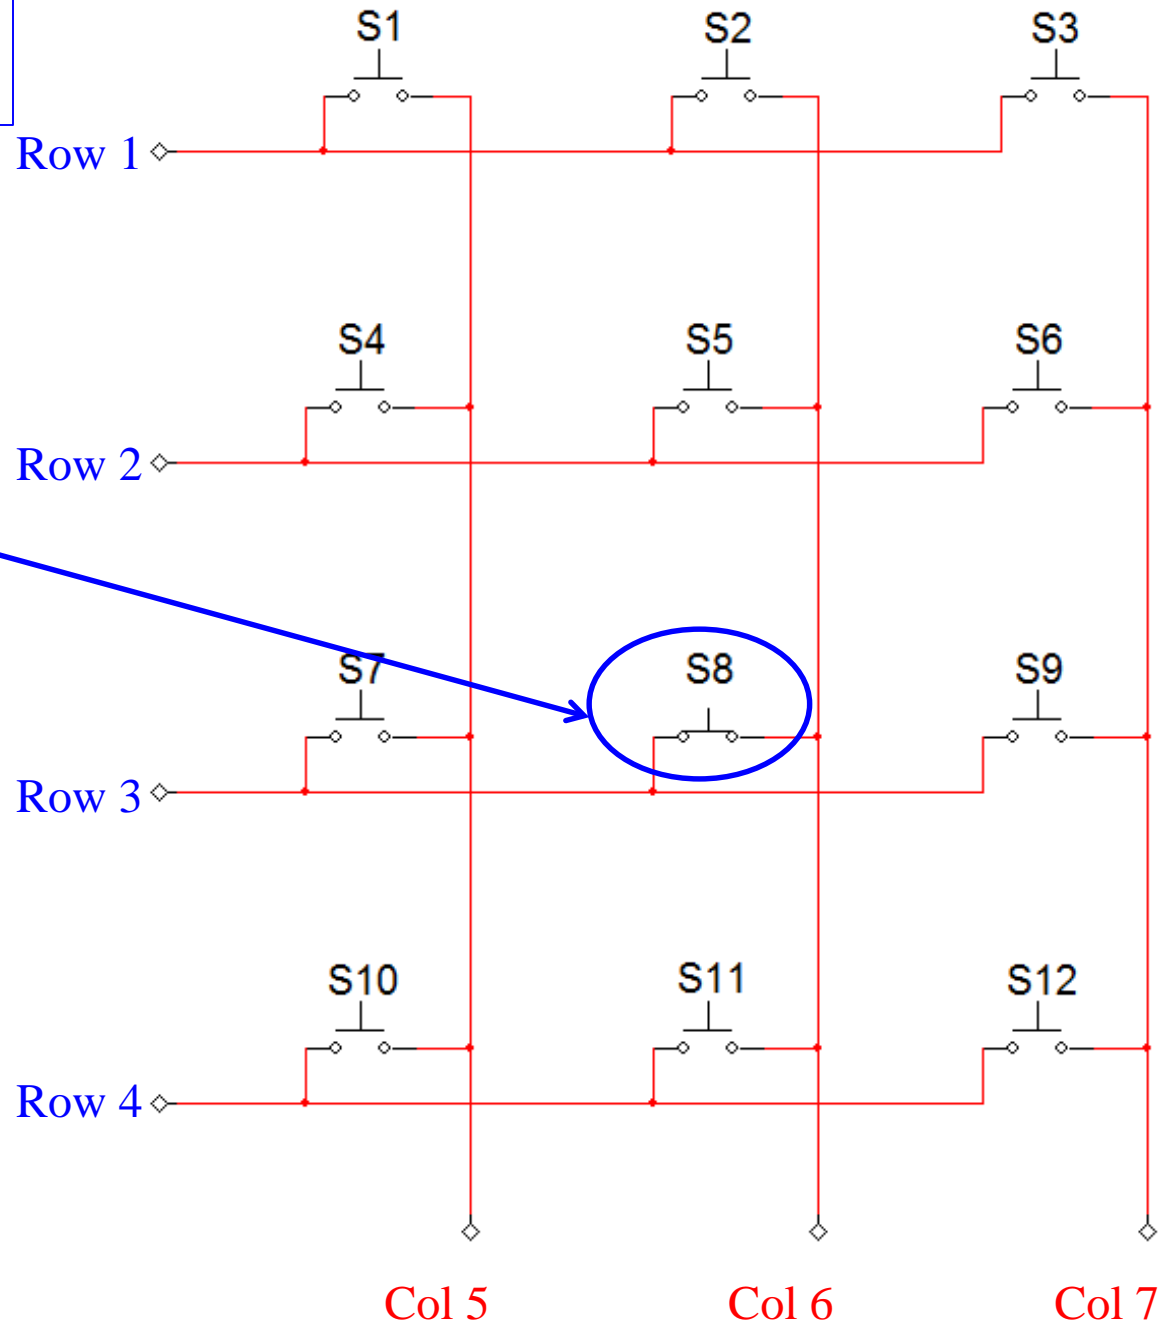 S1 S2 S3
Row 1
S4 S5 S6
Row 2
S7 S8 S9
Row 3
S10 S11 S12
Row 4
Col 5 Col 6 Col 7